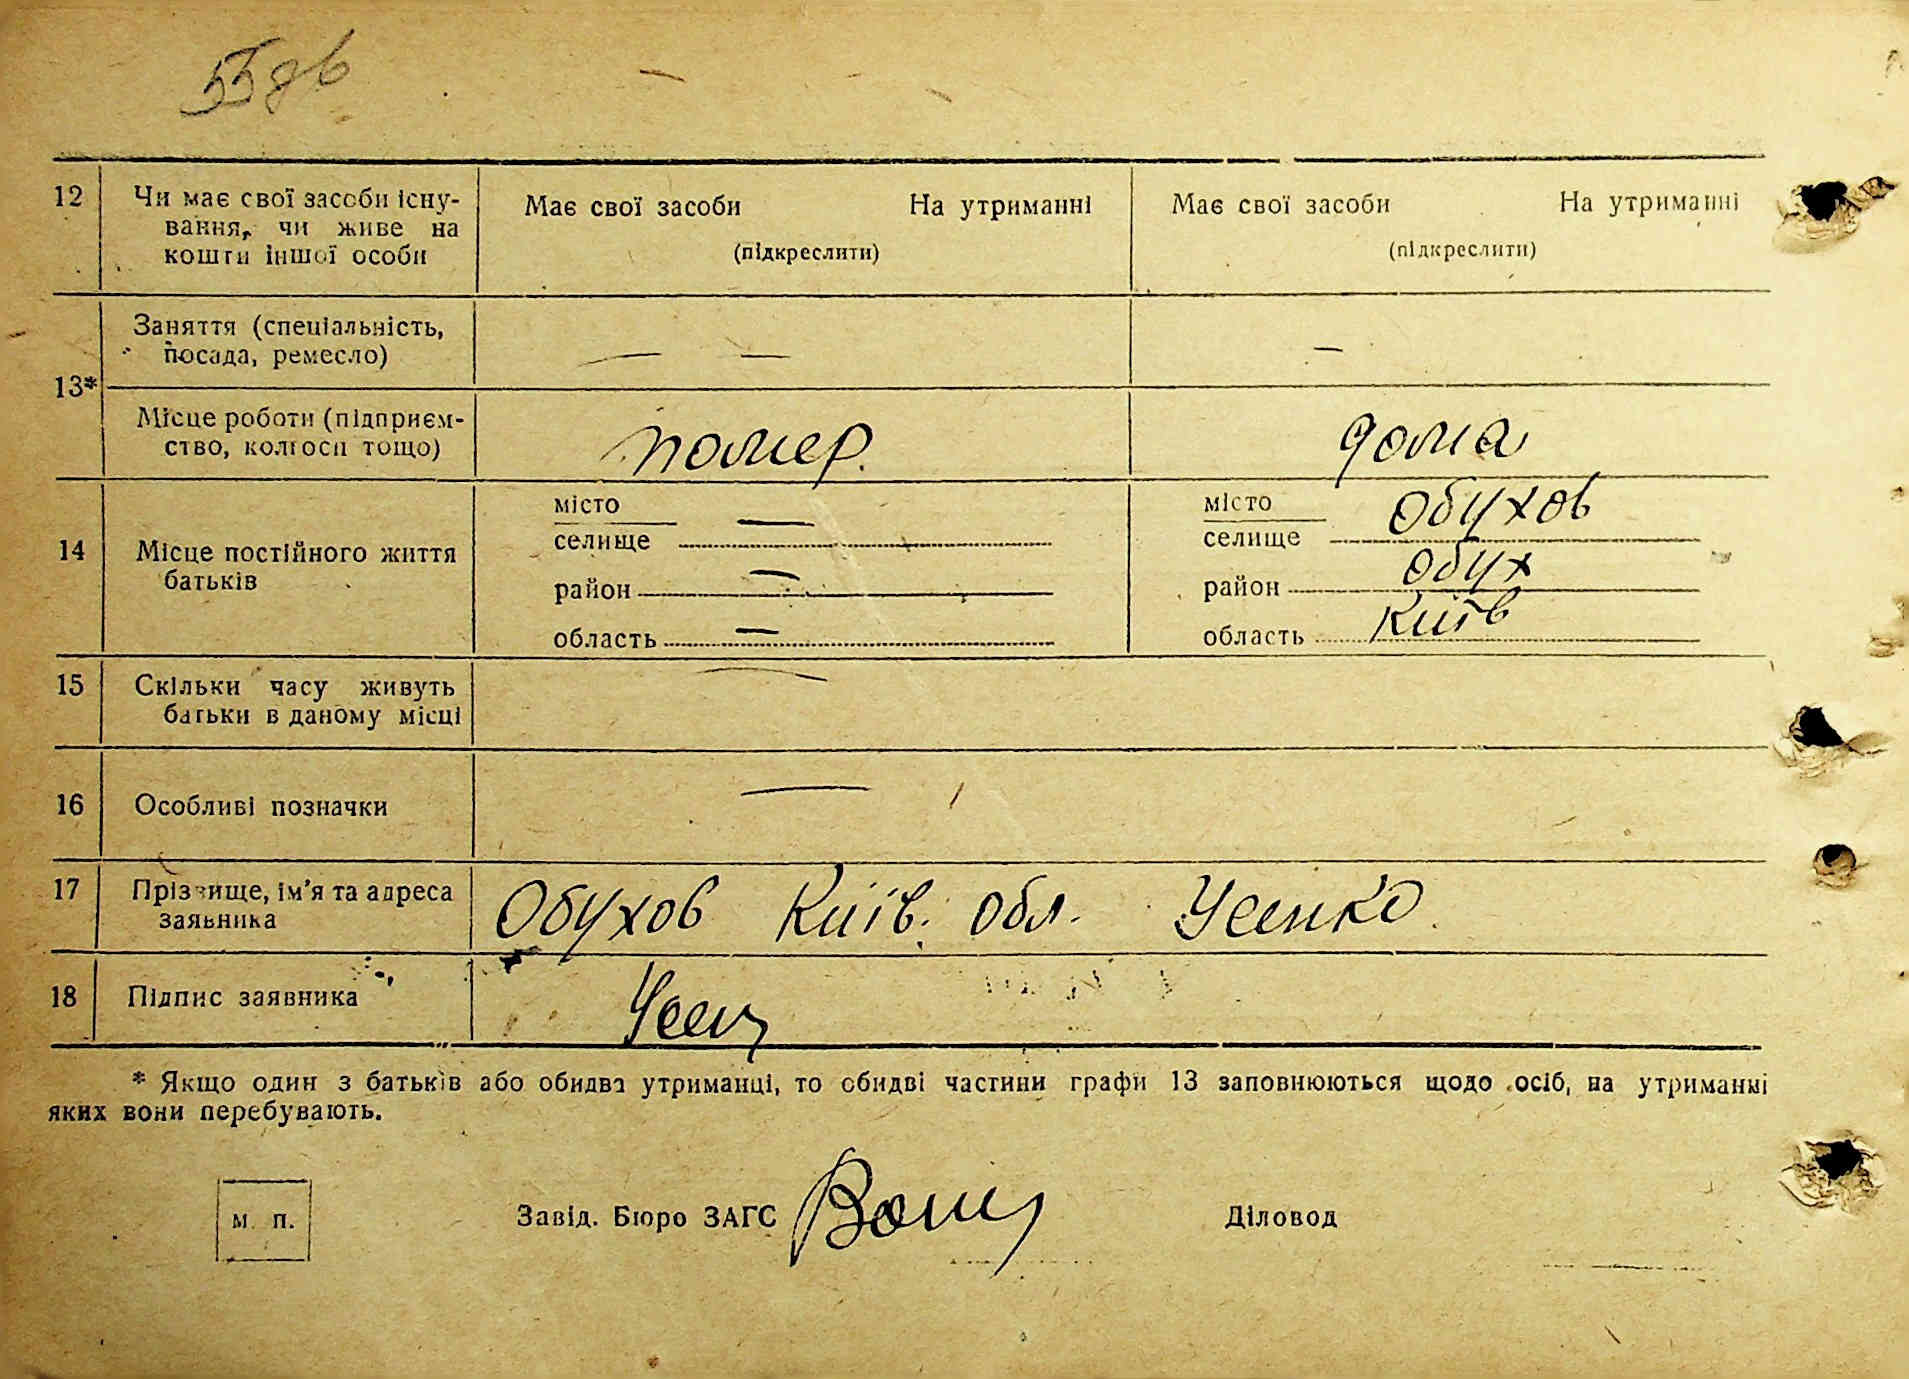 12 Чи має свої засоби існу- Має свої засоби На утриманні Має свої засоби На утриманні
вання, чи живе на
кошти іншої особи (підкреслити) (підкреслити)
Заняття (спеціальність, — — —
посада, ремесло)
13*
Місце роботи (підприєм- помер. дома
ство, колгосп тощо)
місто — місто Обухов
селище селище
14 Місце постійного життя
батьків
район — район Обух
область — область Київ
15 Скільки часу живуть —
батьки в даному місці
16 Особливі позначки —
17 Прізвище, ім'я та адреса Обухов Київ. обл. Усенко
заявника
18 Підпис заявника Усен
* Якщо один з батьків або обидва утриманці, то обидві частини графи 13 заповнюються щодо осіб, на утриманні
яких вони перебувають.
М. П. Завід. Бюро ЗАГС Діловод